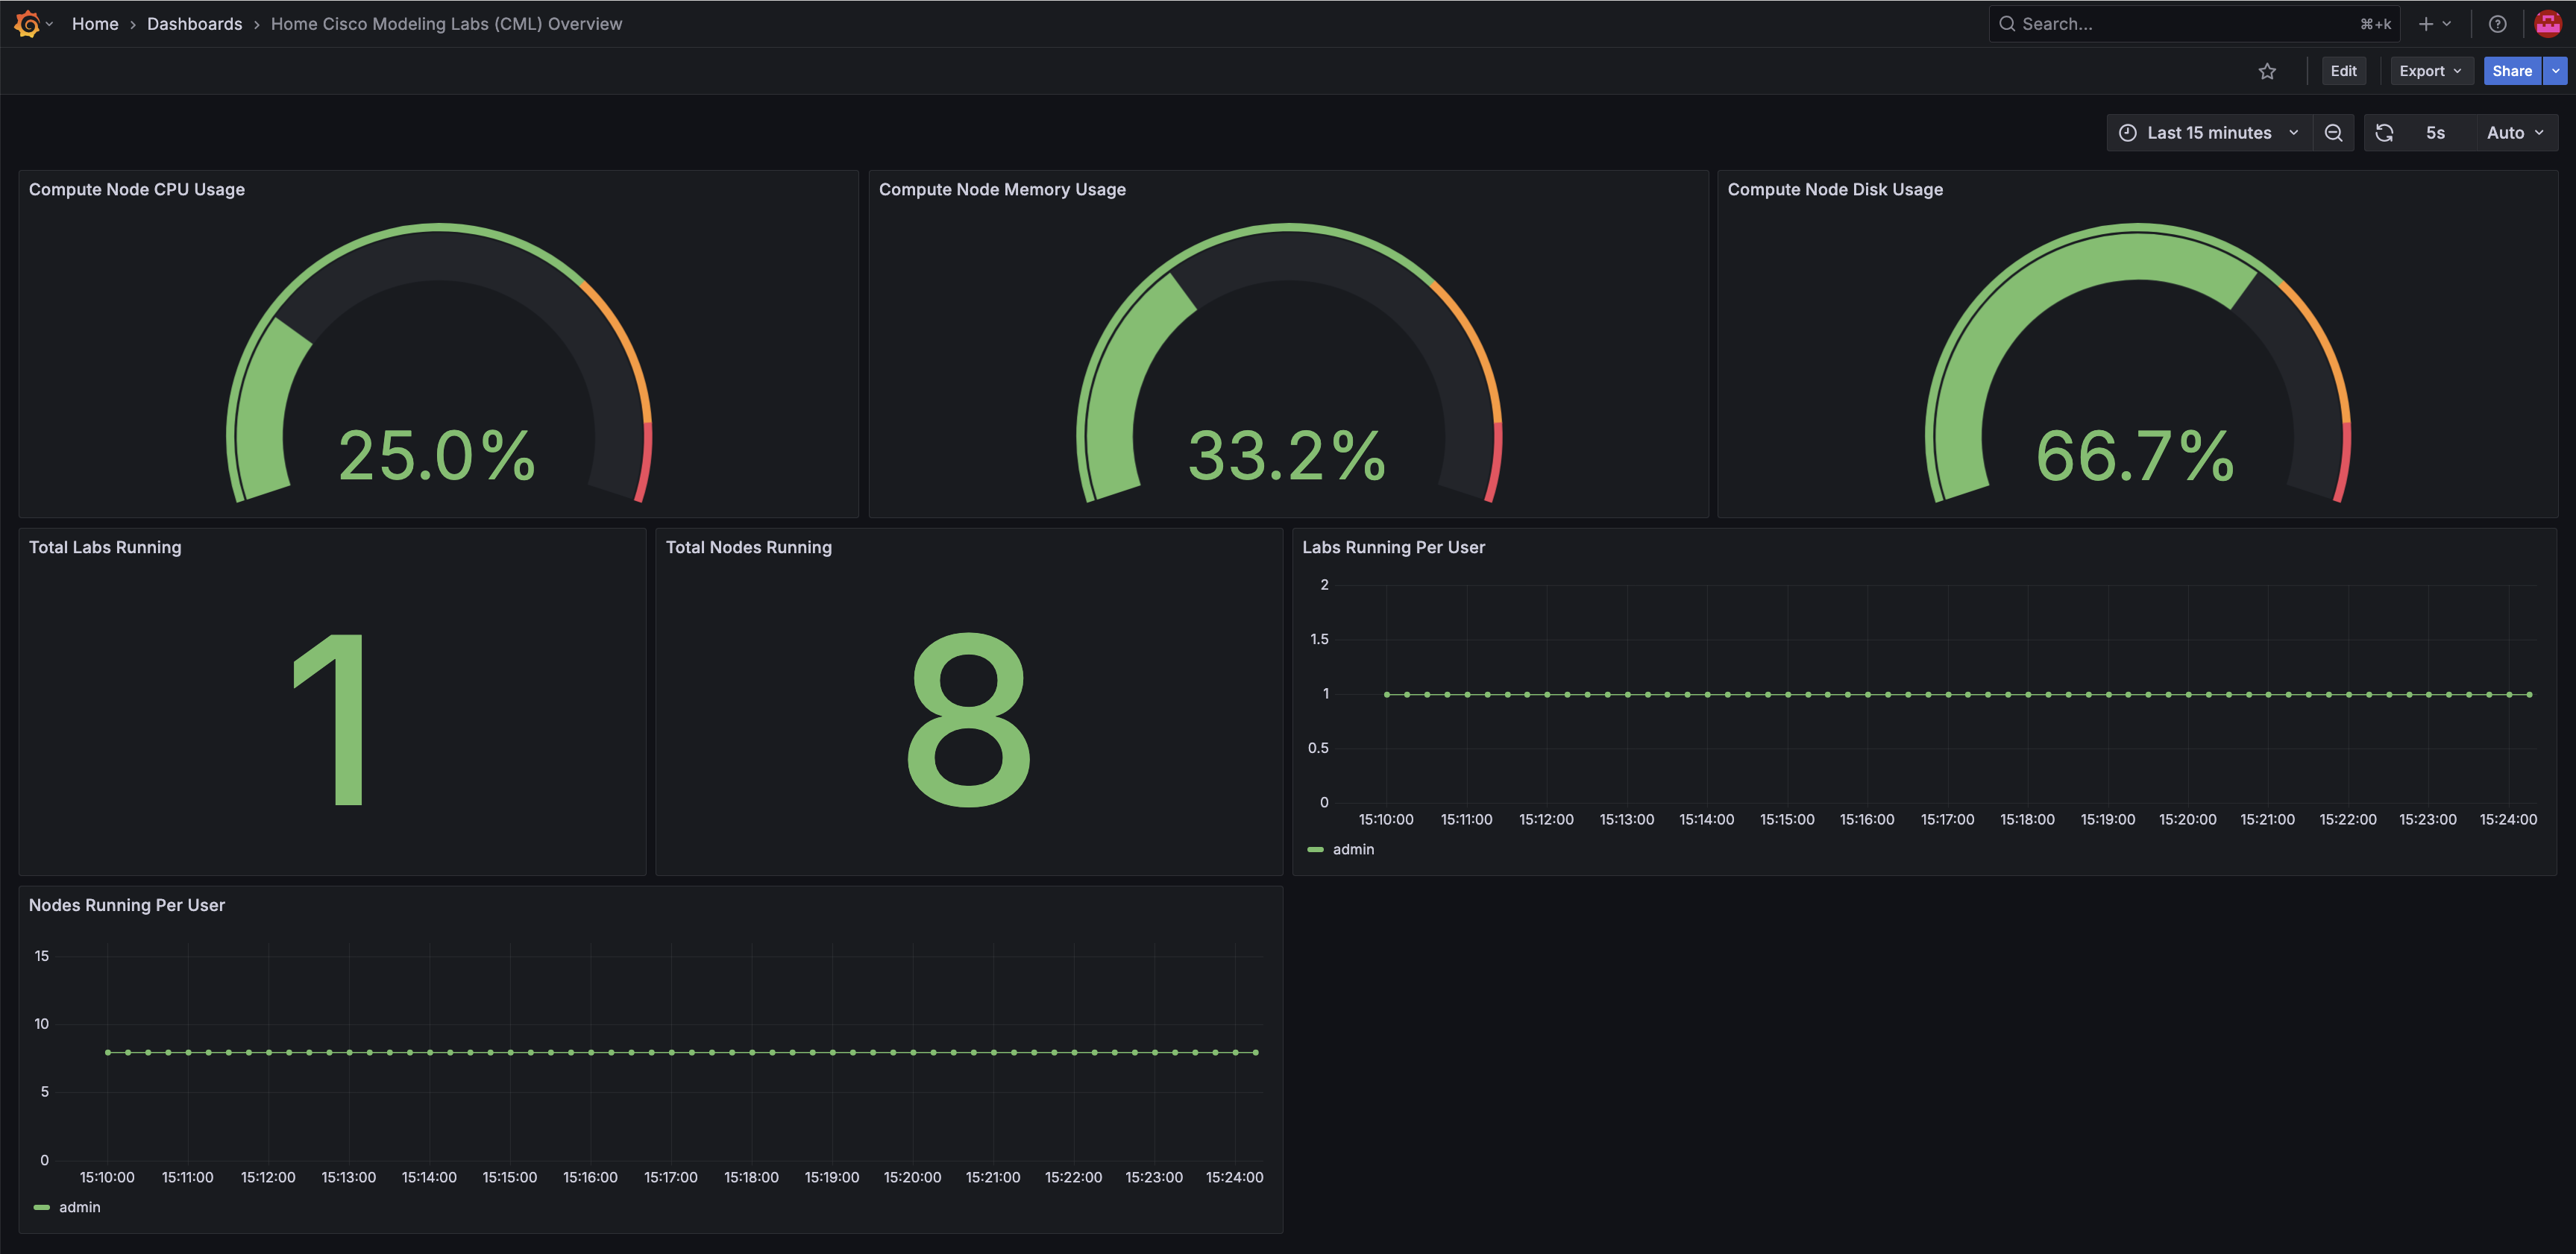 Home › Dashboards › Home Cisco Modeling Labs (CML) Overview
Search... ⌘+k
Edit Export Share
Last 15 minutes 5s Auto
Compute Node CPU Usage
25.0%
Compute Node Memory Usage
33.2%
Compute Node Disk Usage
66.7%
Total Labs Running
1
Total Nodes Running
8
Labs Running Per User
2
1.5
1
0.5
0
15:10:00 15:11:00 15:12:00 15:13:00 15:14:00 15:15:00 15:16:00 15:17:00 15:18:00 15:19:00 15:20:00 15:21:00 15:22:00 15:23:00 15:24:00
admin
Nodes Running Per User
15
10
5
0
15:10:00 15:11:00 15:12:00 15:13:00 15:14:00 15:15:00 15:16:00 15:17:00 15:18:00 15:19:00 15:20:00 15:21:00 15:22:00 15:23:00 15:24:00
admin